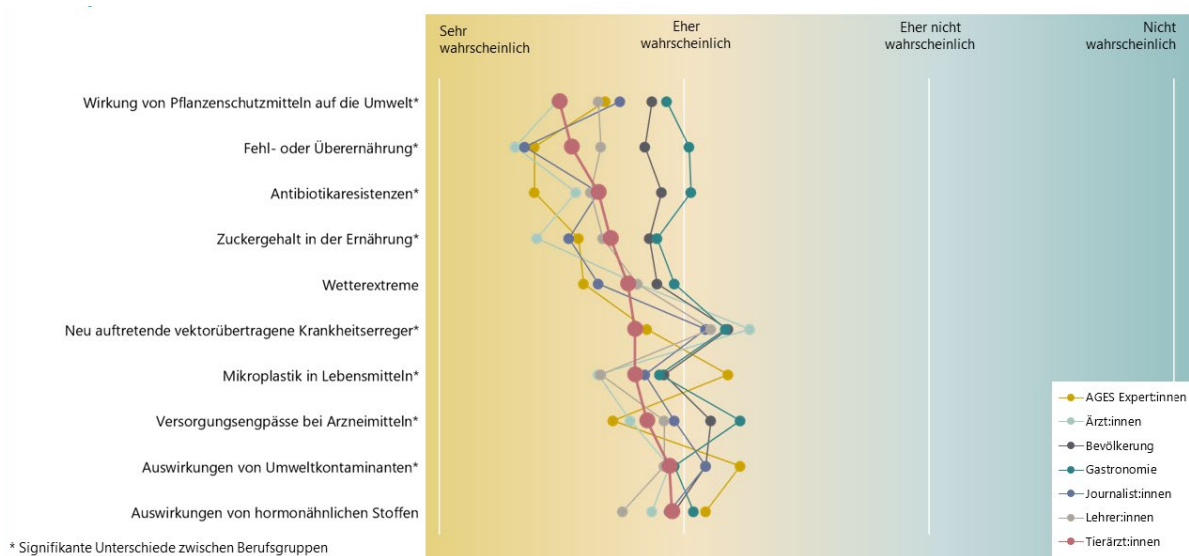 Sehr
wahrscheinlich
Eher
wahrscheinlich
Eher nicht
wahrscheinlich
Nicht
wahrscheinlich
Wirkung von Pflanzenschutzmitteln auf die Umwelt*
Fehl- oder Überernährung*
Antibiotikaresistenzen*
Zuckergehalt in der Ernährung*
Wetterextreme
Neu auftretende vektorübertragene Krankheitserreger*
Mikroplastik in Lebensmitteln*
Versorgungsengpässe bei Arzneimitteln*
Auswirkungen von Umweltkontaminanten*
Auswirkungen von hormonähnlichen Stoffen
AGES Expert:innen
Ärzt:innen
Bevölkerung
Gastronomie
Journalist:innen
Lehrer:innen
Tierärzt:innen
* Signifikante Unterschiede zwischen Berufsgruppen